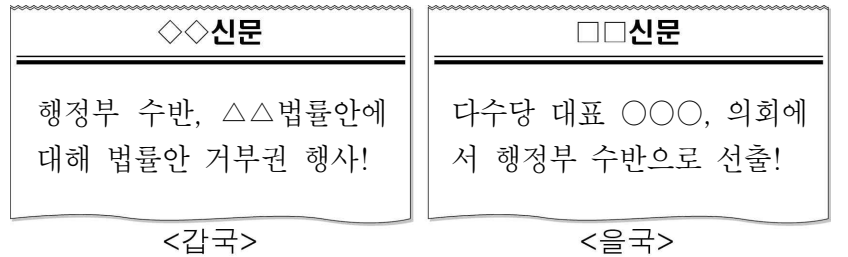 ◇◇신문
행정부 수반, △△법률안에
대해 법률안 거부권 행사!
<갑국>
□□신문
다수당 대표 ○○○, 의회에
서 행정부 수반으로 선출!
<을국>